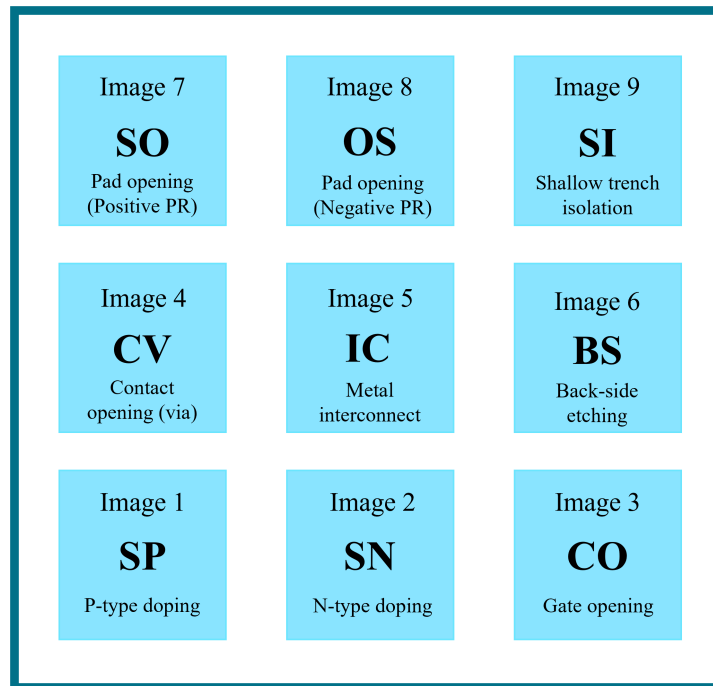 Image 7
SO
Pad opening
(Positive PR)
Image 8
OS
Pad opening
(Negative PR)
Image 9
SI
Shallow trench
isolation
Image 4
CV
Contact
opening (via)
Image 5
IC
Metal
interconnect
Image 6
BS
Back-side
etching
Image 1
SP
P-type doping
Image 2
SN
N-type doping
Image 3
CO
Gate opening